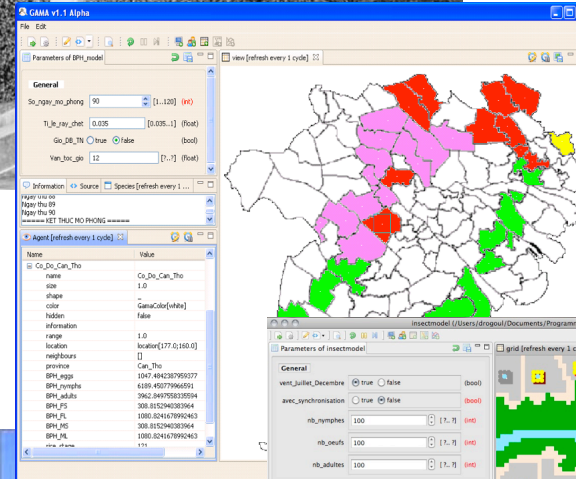 GAMA v1.1 Alpha
File Edit
Parameters of BPH_model
view [refresh every 1 cycle]
General
So_ngay_mo_phong 90 [1..120] (int)
Ti_le_ray_chet 0.035 [0.035..1] (float)
Gio_DB_TN true false (bool)
Van_toc_gio 12 [?..?] (float)
Information Source Species [refresh every 1 ...
Ngay thu 88
Ngay thu 89
Ngay thu 90
====== KET THUC MO PHONG ======
Agent [refresh every 1 cycle]
Name Value
Co_Do_Can_Tho
name Co_Do_Can_Tho
size 1.0
shape _
color GamaColor[white]
hidden false
information
range 1.0
location location[177.0;160.0]
neighbours []
province Can_Tho
BPH_eggs 1047.4842387959377
BPH_nymphs 6189.450779966591
BPH_adults 3962.8497558335594
BPH_FS 308.8152940383964
BPH_FL 1080.8241678992463
BPH_MS 308.8152940383964
BPH_ML 1080.8241678992463
rice_stage 121
insectmodel (/Users/drogoul/Documents/Programm
Parameters of insectmodel
grid [refresh every 1 c
General
vent_Juillet_Decembre true false (bool)
avec_synchronisation true false (bool)
nb_nymphes 100 [?..?] (int)
nb_oeufs 100 [?..?] (int)
nb_adultes 100 [?..?] (int)